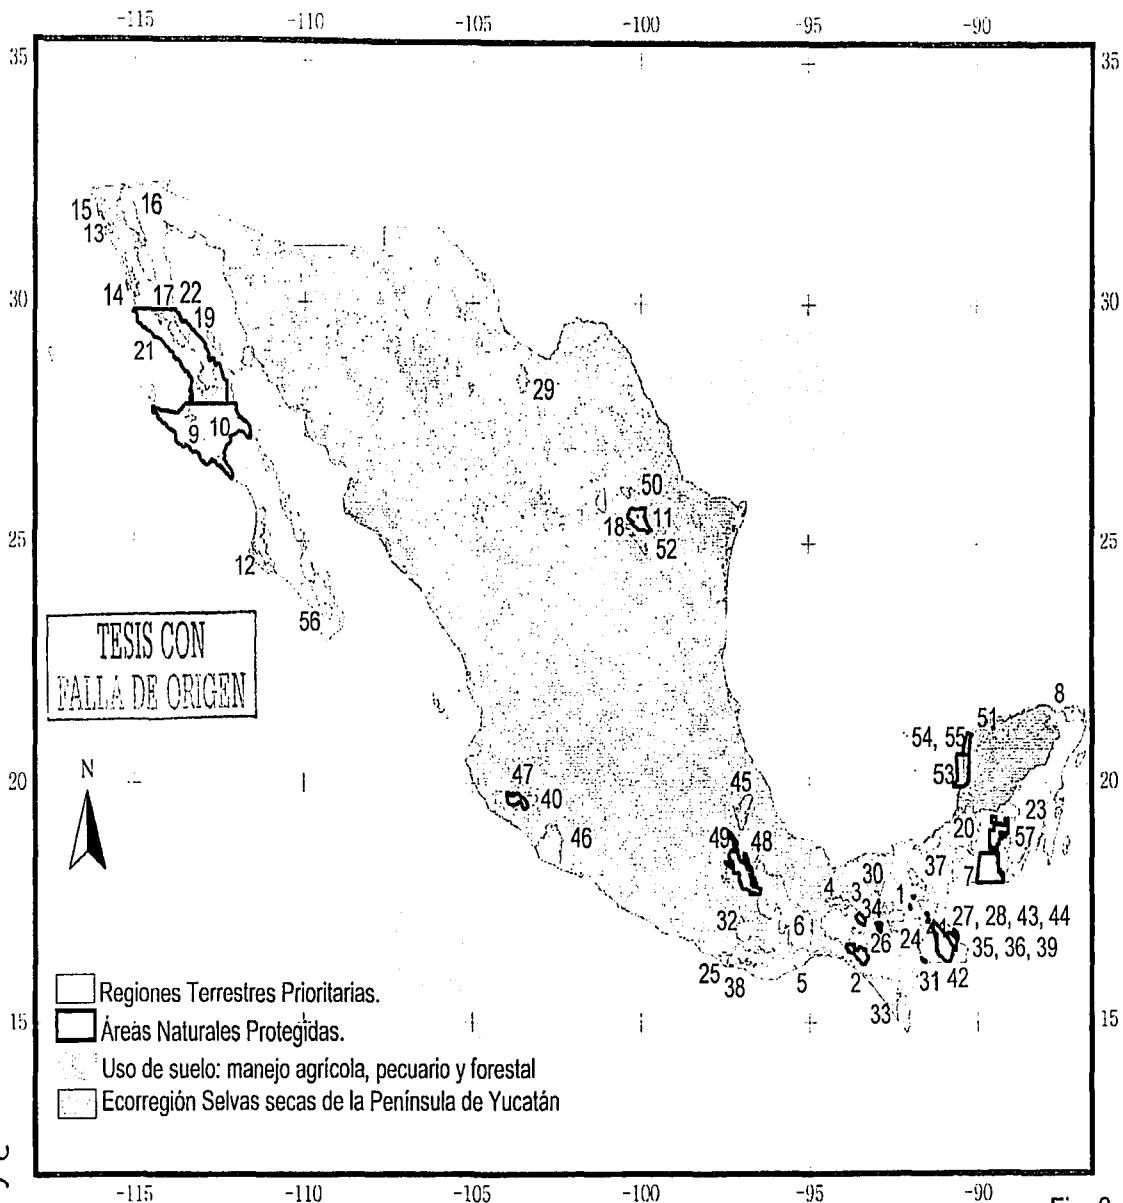 -115 -110 -100 -95 -90
35 35
15 16
13
14 17 22
30 30
19
21
29
9 10
50
18 11
25 52 25
12
56
TESIS CON
FALLA DE ORIGEN
8
51
54, 55
N
20 53 20
47
40
45
46
23
20
57
49 48
7
37
30
4 3 1
34
27, 28, 43, 44
32 6
26 24
35, 36, 39
25
38 5 2 31 42
33
15 15
Regiones Terrestres Prioritarias.
Áreas Naturales Protegidas.
Uso de suelo: manejo agrícola, pecuario y forestal
Ecorregión Selvas secas de la Península de Yucatán
-115 -110 -105 -100 -95 -90